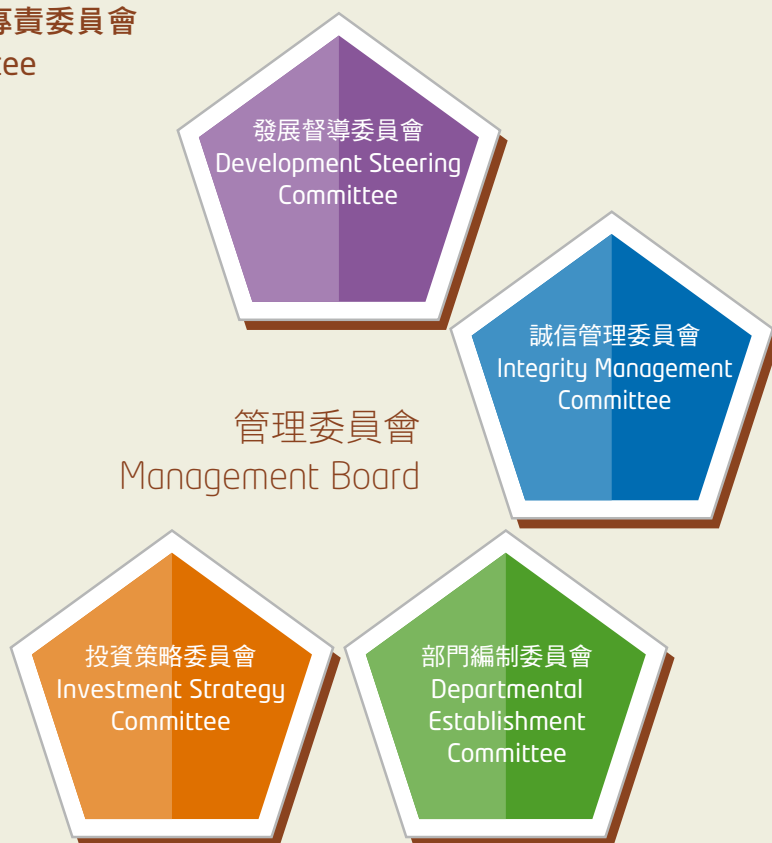 專責委員會
發展督導委員會
Development Steering
Committee
誠信管理委員會
Integrity Management
Committee
管理委員會
Management Board
投資策略委員會
Investment Strategy
Committee
部門編制委員會
Departmental
Establishment
Committee